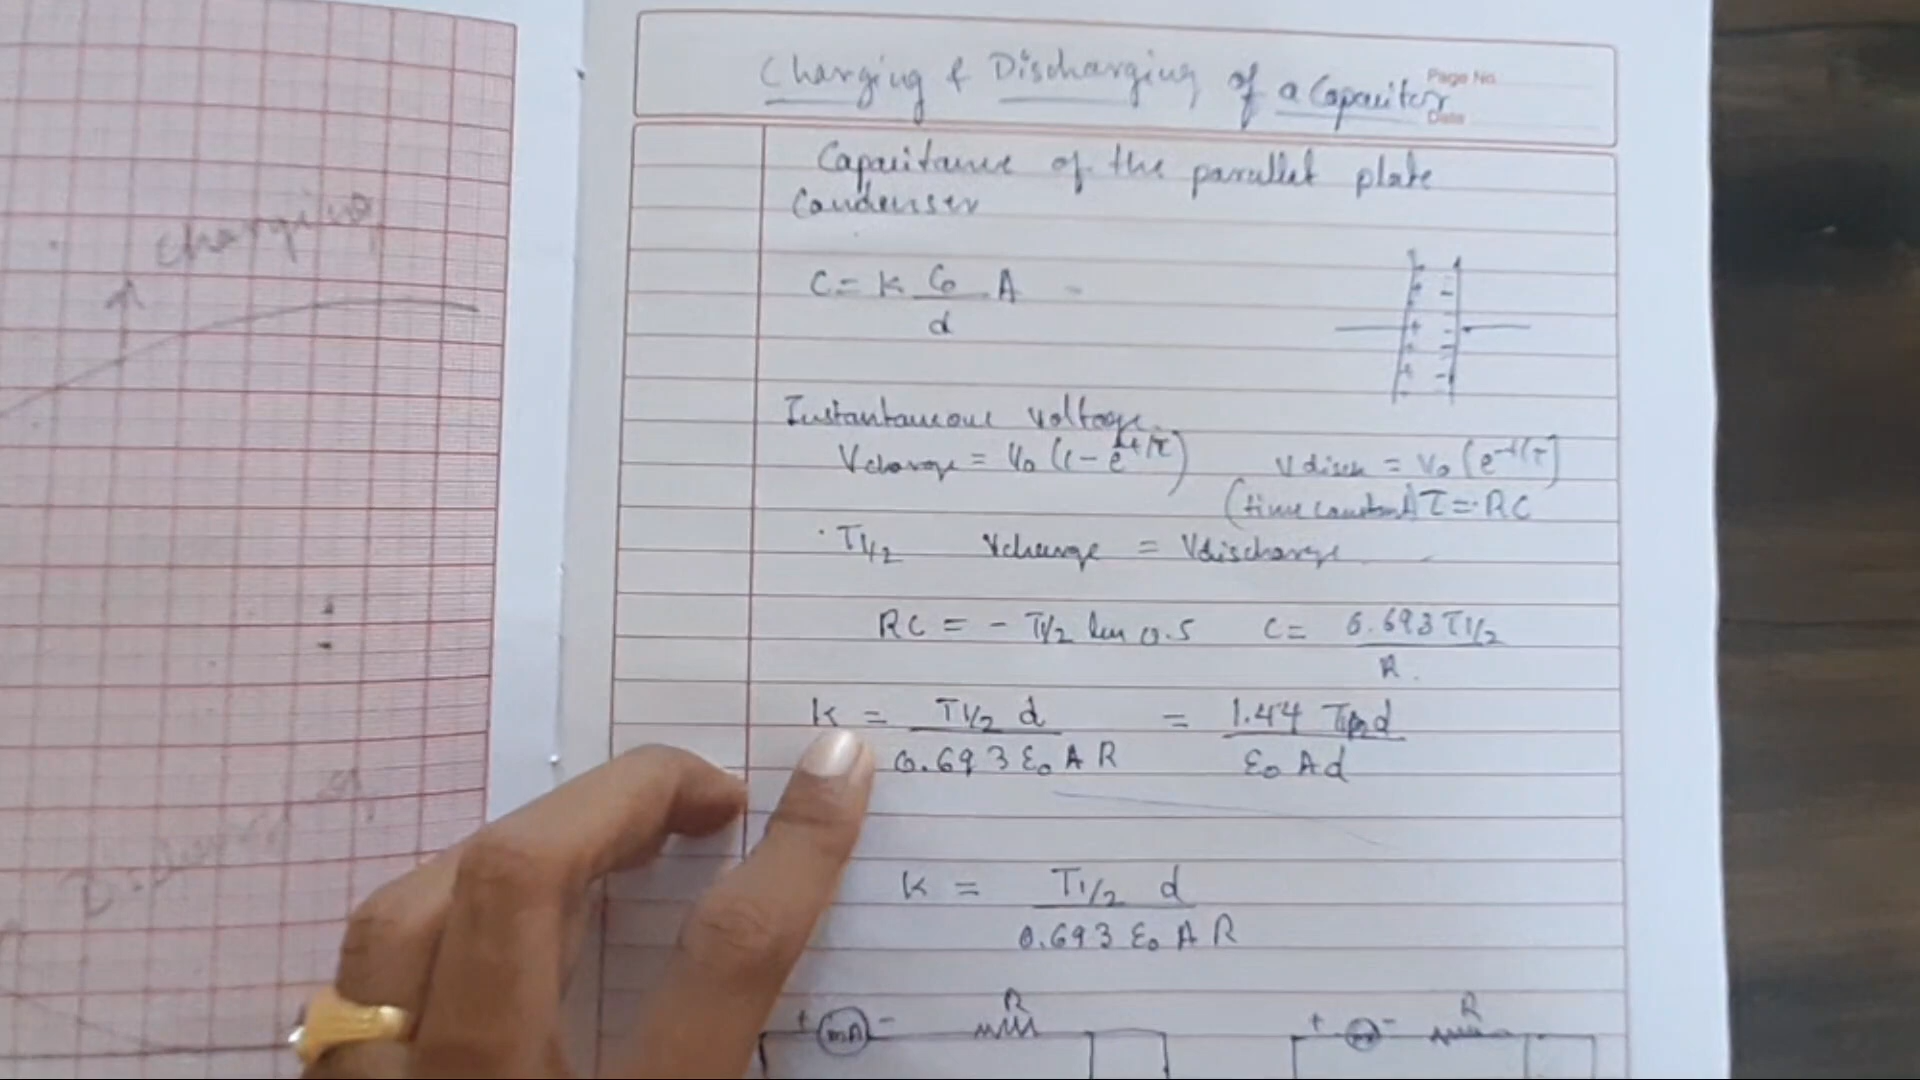 Charging & Discharging of a Capacitor
Page No.
Date
Capacitance of the parallel plate
Condenser
C = K ϵ₀ A
d
charging
Instantaneous voltage.
Vcharge = V₀ (1 - e^-t/τ) Vdisch = V₀ (e^-t/τ)
(time constant) τ = RC
T1/2 Vcharge = Vdischarge
RC = - T1/2 ln 0.5 C = 0.693 T1/2
R.
K = T1/2 d = 1.44 T1/2 d
0.693 ε₀ A R ε₀ A d
K = T1/2 d
0.693 ε₀ A R
R R
+ mA - + -